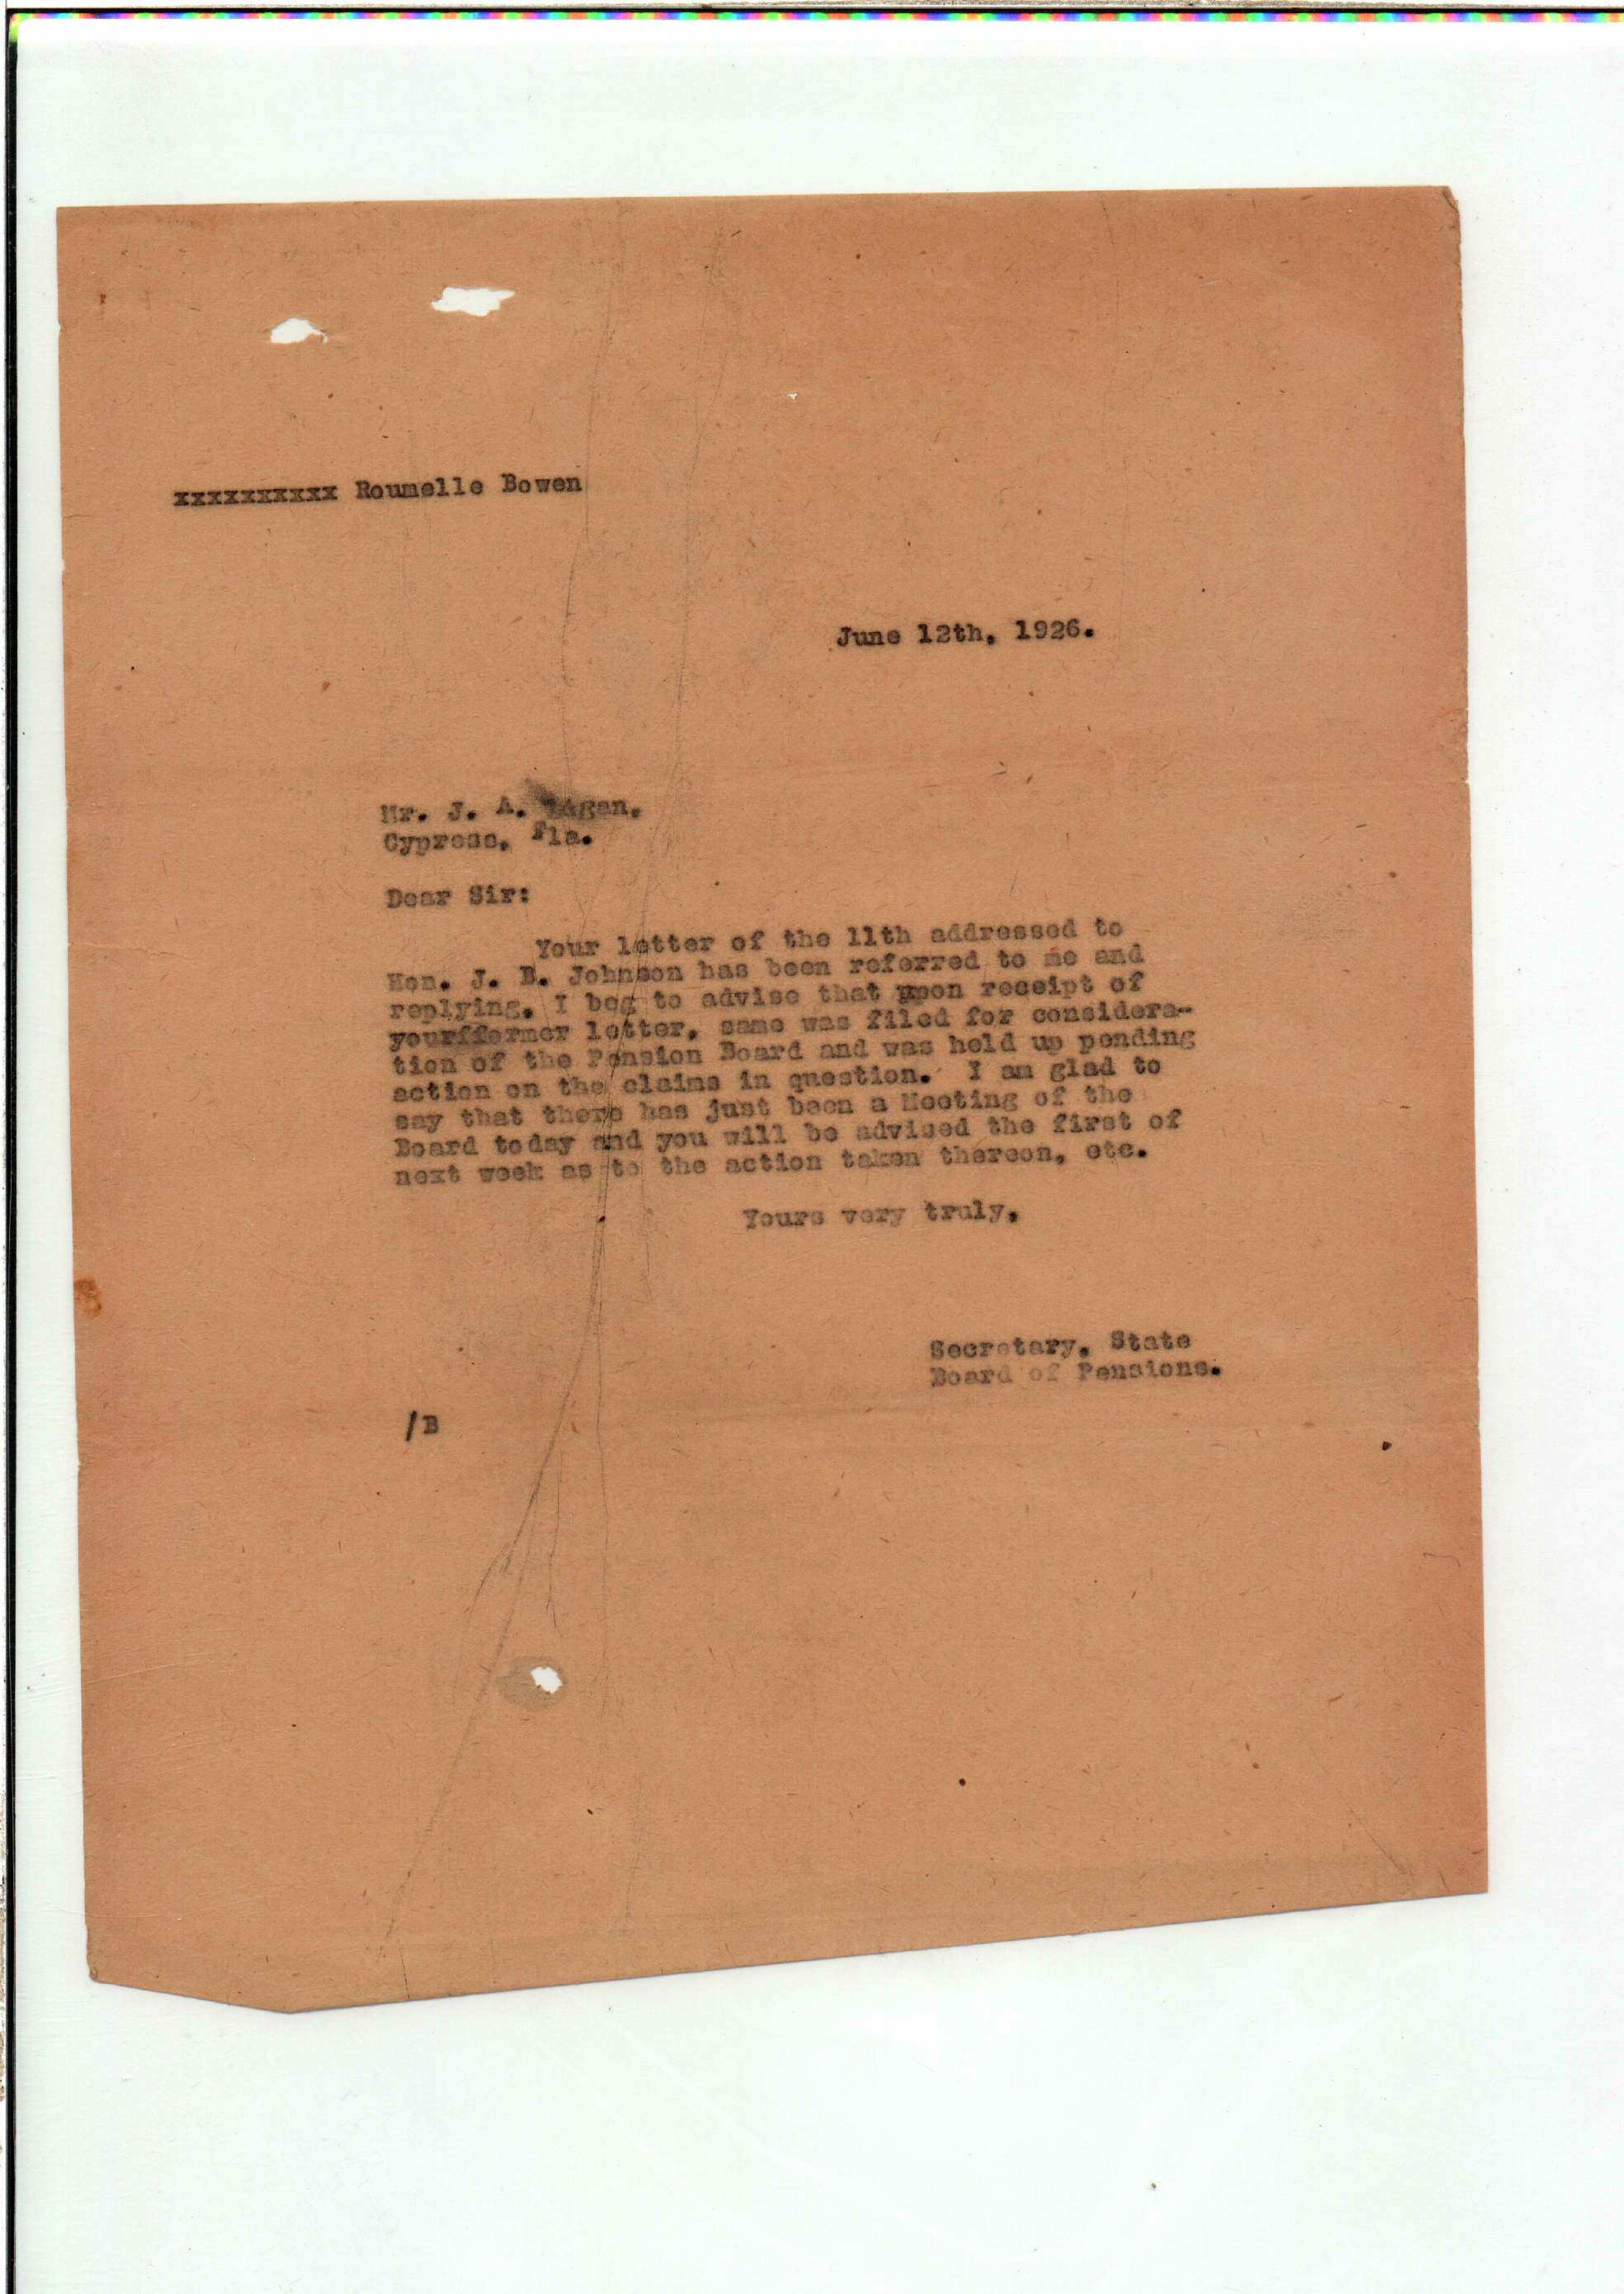 xxxxxxxxxx Roumelle Bowen
June 12th, 1926.
Mr. J. A.
Cypress, Fla.
Dear Sir:
Your letter of the 11th addressed to
Hon. J. B. Johnson has been referred to me and
replying, I beg to advise that upon receipt of
yourfformer letter, same was filed for considera-
tion of the Pension Board and was held up pending
action on the claims in question. I am glad to
say that there has just been a Meeting of the
Board today and you will be advised the first of
next week as to the action taken thereon, etc.
Yours very truly,
Secretary, State
Board of Pensions.
/B